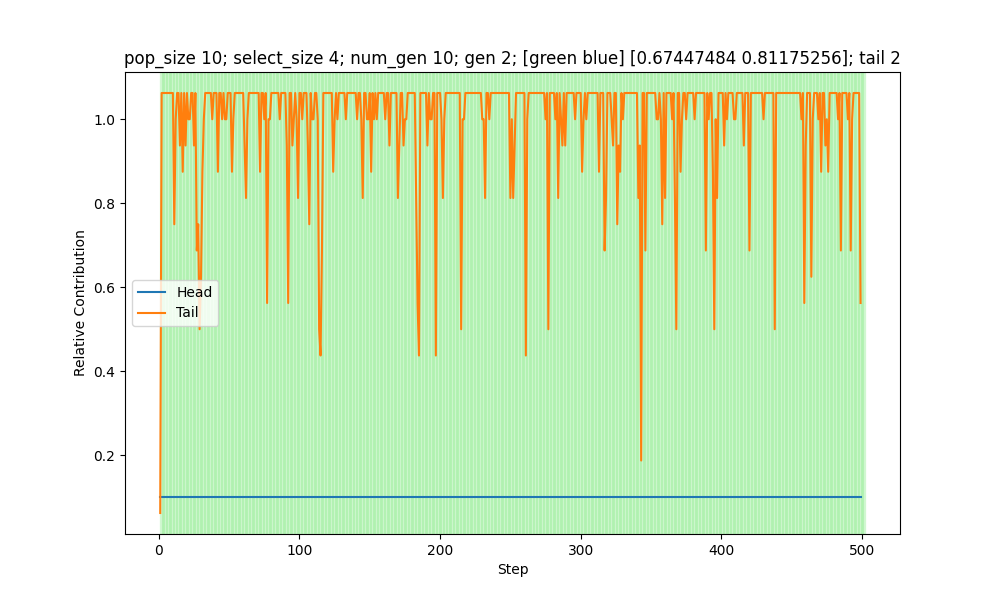 pop_size 10; select_size 4; num_gen 10; gen 2; [green blue] [0.67447484 0.81175256]; tail 2
Relative Contribution
1.0
0.8
0.6
0.4
0.2
Head
Tail
0 100 200 300 400 500
Step